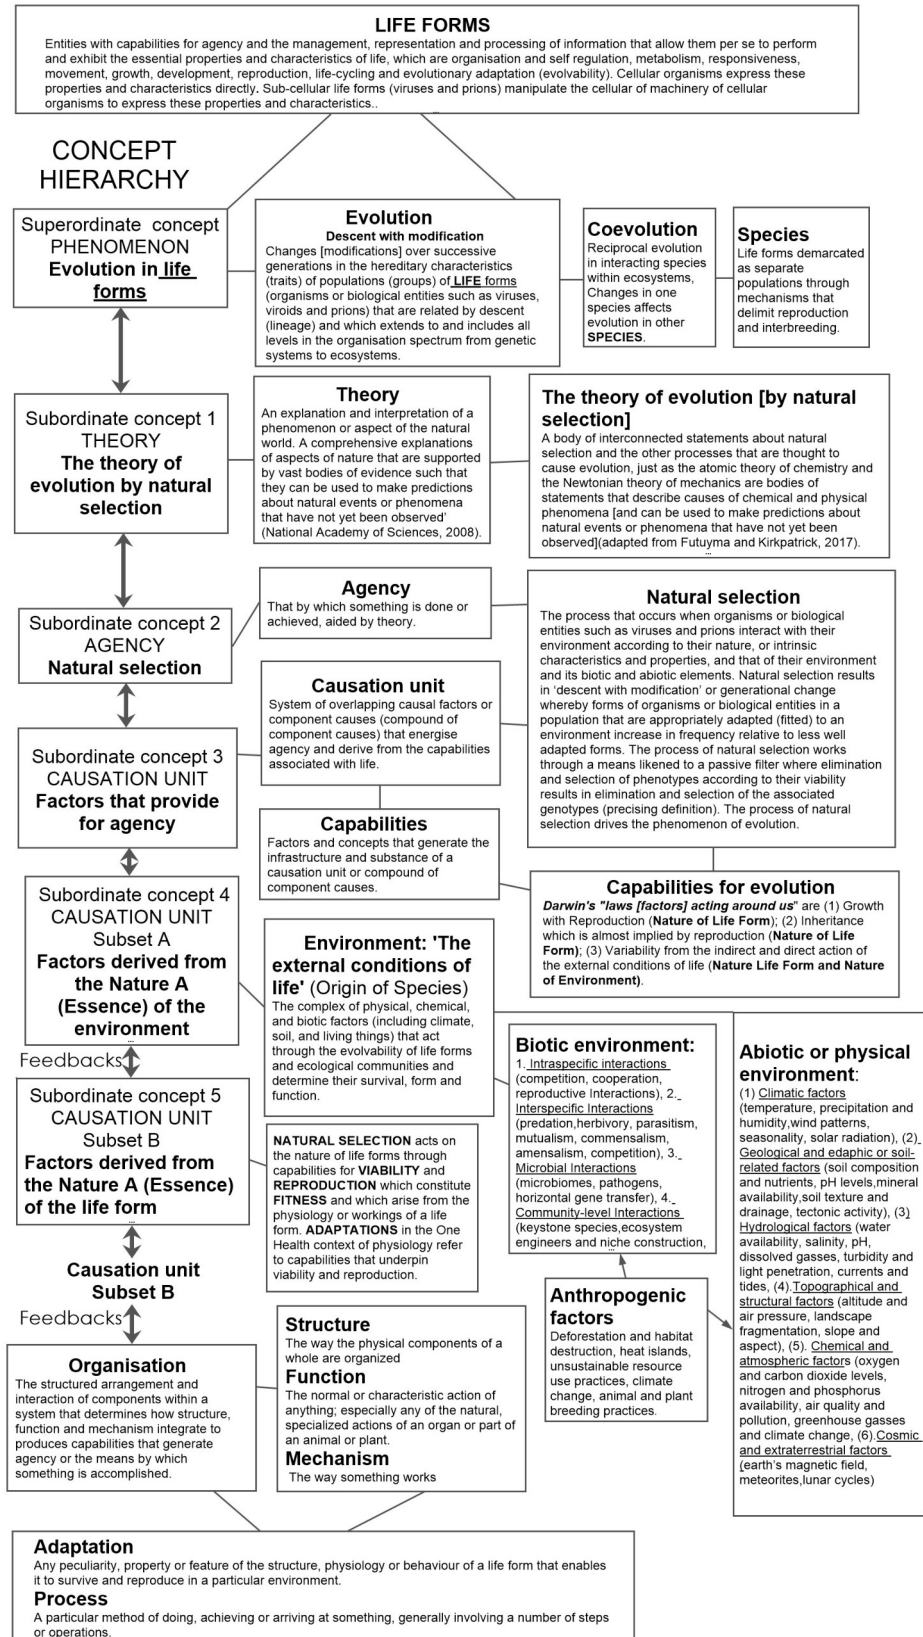 LIFE FORMS
Entities with capabilities for agency and the management, representation and processing of information that allow them per se to perform
and exhibit the essential properties and characteristics of life, which are organisation and self regulation, metabolism, responsiveness,
movement, growth, development, reproduction, life-cycling and evolutionary adaptation (evolvability). Cellular organisms express these
properties and characteristics directly. Sub-cellular life forms (viruses and prions) manipulate the cellular of machinery of cellular
organisms to express these properties and characteristics..
CONCEPT
HIERARCHY
Superordinate concept
PHENOMENON
Evolution in life
forms
Evolution
Descent with modification
Changes [modifications] over successive
generations in the hereditary characteristics
(traits) of populations (groups) of LIFE forms
(organisms or biological entities such as viruses,
viroids and prions) that are related by descent
(lineage) and which extends to and includes all
levels in the organisation spectrum from genetic
systems to ecosystems.
Coevolution
Reciprocal evolution
in interacting species
within ecosystems,
Changes in one
species affects
evolution in other
SPECIES.
Species
Life forms demarcated
as separate
populations through
mechanisms that
delimit reproduction
and interbreeding.
Subordinate concept 1
THEORY
The theory of
evolution by natural
selection
Theory
An explanation and interpretation of a
phenomenon or aspect of the natural
world. A comprehensive explanations
of aspects of nature that are supported
by vast bodies of evidence such that
they can be used to make predictions
about natural events or phenomena
that have not yet been observed'
(National Academy of Sciences, 2008).
The theory of evolution [by natural
selection]
A body of interconnected statements about natural
selection and the other processes that are thought to
cause evolution, just as the atomic theory of chemistry and
the Newtonian theory of mechanics are bodies of
statements that describe causes of chemical and physical
phenomena [and can be used to make predictions about
natural events or phenomena that have not yet been
observed](adapted from Futuyma and Kirkpatrick, 2017).
Subordinate concept 2
AGENCY
Natural selection
Agency
That by which something is done or
achieved, aided by theory.
Natural selection
The process that occurs when organisms or biological
entities such as viruses and prions interact with their
environment according to their nature, or intrinsic
characteristics and properties, and that of their environment
and its biotic and abiotic elements. Natural selection results
in 'descent with modification' or generational change
whereby forms of organisms or biological entities in a
population that are appropriately adapted (fitted) to an
environment increase in frequency relative to less well
adapted forms. The process of natural selection works
through a means likened to a passive filter where elimination
and selection of phenotypes according to their viability
results in elimination and selection of the associated
genotypes (precising definition). The process of natural
selection drives the phenomenon of evolution.
Subordinate concept 3
CAUSATION UNIT
Factors that provide
for agency
Causation unit
System of overlapping causal factors or
component causes (compound of
component causes) that energise
agency and derive from the capabilities
associated with life.
Capabilities
Factors and concepts that generate the
infrastructure and substance of a
causation unit or compound of
component causes.
Capabilities for evolution
Darwin's "laws [factors] acting around us" are (1) Growth
with Reproduction (Nature of Life Form); (2) Inheritance
which is almost implied by reproduction (Nature of Life
Form); (3) Variability from the indirect and direct action of
the external conditions of life (Nature Life Form and Nature
of Environment).
Subordinate concept 4
CAUSATION UNIT
Subset A
Factors derived from
the Nature A
(Essence) of the
environment
Environment: 'The
external conditions of
life' (Origin of Species)
The complex of physical, chemical,
and biotic factors (including climate,
soil, and living things) that act
through the evolvability of life forms
and ecological communities and
determine their survival, form and
function.
Biotic environment:
1. Intraspecific interactions
(competition, cooperation,
reproductive Interactions), 2.
Interspecific Interactions
(predation,herbivory, parasitism,
mutualism, commensalism,
amensalism, competition), 3.
Microbial Interactions
(microbiomes, pathogens,
horizontal gene transfer), 4.
Community-level Interactions
(keystone species,ecosystem
engineers and niche construction,
Abiotic or physical
environment:
(1) Climatic factors
(temperature, precipitation and
humidity,wind patterns,
seasonality, solar radiation), (2)
Geological and edaphic or soil-
related factors (soil composition
and nutrients, pH levels,mineral
availability,soil texture and
drainage, tectonic activity), (3)
Hydrological factors (water
availability, salinity, pH,
dissolved gasses, turbidity and
light penetration, currents and
tides, (4).Topographical and
structural factors (altitude and
air pressure, landscape
fragmentation, slope and
aspect), (5). Chemical and
atmospheric factors (oxygen
and carbon dioxide levels,
nitrogen and phosphorus
availability, air quality and
pollution, greenhouse gasses
and climate change, (6).Cosmic
and extraterrestrial factors
(earth's magnetic field,
meteorites,lunar cycles)
Feedbacks
Subordinate concept 5
CAUSATION UNIT
Subset B
Factors derived from
the Nature A (Essence)
of the life form
NATURAL SELECTION acts on
the nature of life forms through
capabilities for VIABILITY and
REPRODUCTION which constitute
FITNESS and which arise from the
physiology or workings of a life
form. ADAPTATIONS in the One
Health context of physiology refer
to capabilities that underpin
viability and reproduction.
Causation unit
Subset B
Anthropogenic
factors
Deforestation and habitat
destruction, heat islands,
unsustainable resource
use practices, climate
change, animal and plant
breeding practices.
Feedbacks
Organisation
The structured arrangement and
interaction of components within a
system that determines how structure,
function and mechanism integrate to
produces capabilities that generate
agency or the means by which
something is accomplished.
Structure
The way the physical components of a
whole are organized
Function
The normal or characteristic action of
anything; especially any of the natural,
specialized actions of an organ or part of
an animal or plant.
Mechanism
The way something works
Adaptation
Any peculiarity, property or feature of the structure, physiology or behaviour of a life form that enables
it to survive and reproduce in a particular environment.
Process
A particular method of doing, achieving or arriving at something, generally involving a number of steps
or operations.